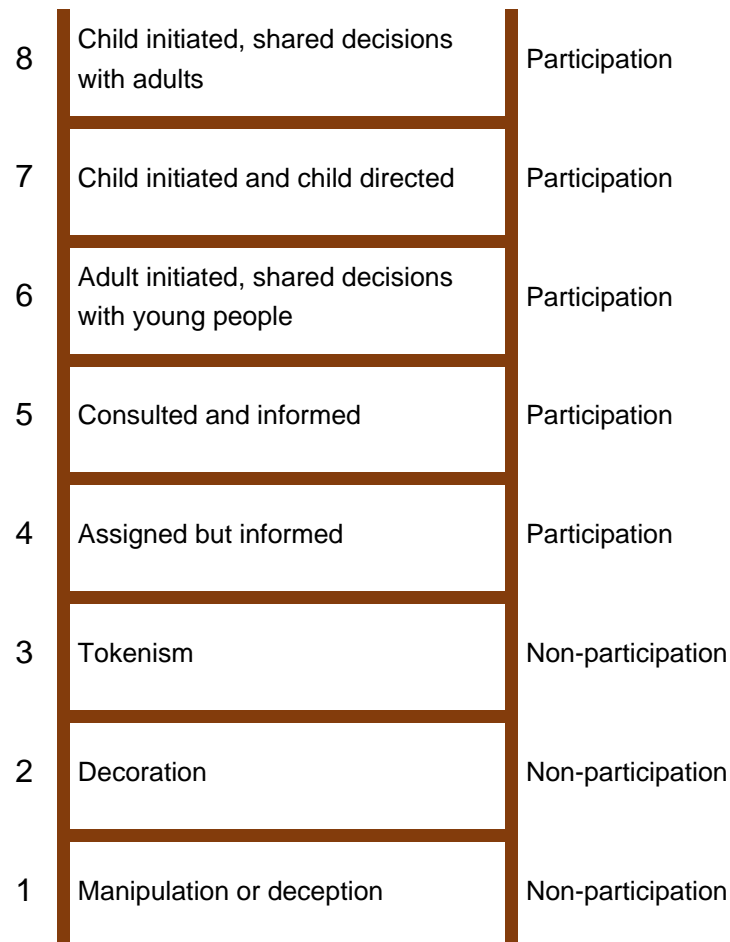 8 Child initiated, shared decisions
with adults Participation
7 Child initiated and child directed Participation
6 Adult initiated, shared decisions
with young people Participation
5 Consulted and informed Participation
4 Assigned but informed Participation
3 Tokenism Non-participation
2 Decoration Non-participation
1 Manipulation or deception Non-participation